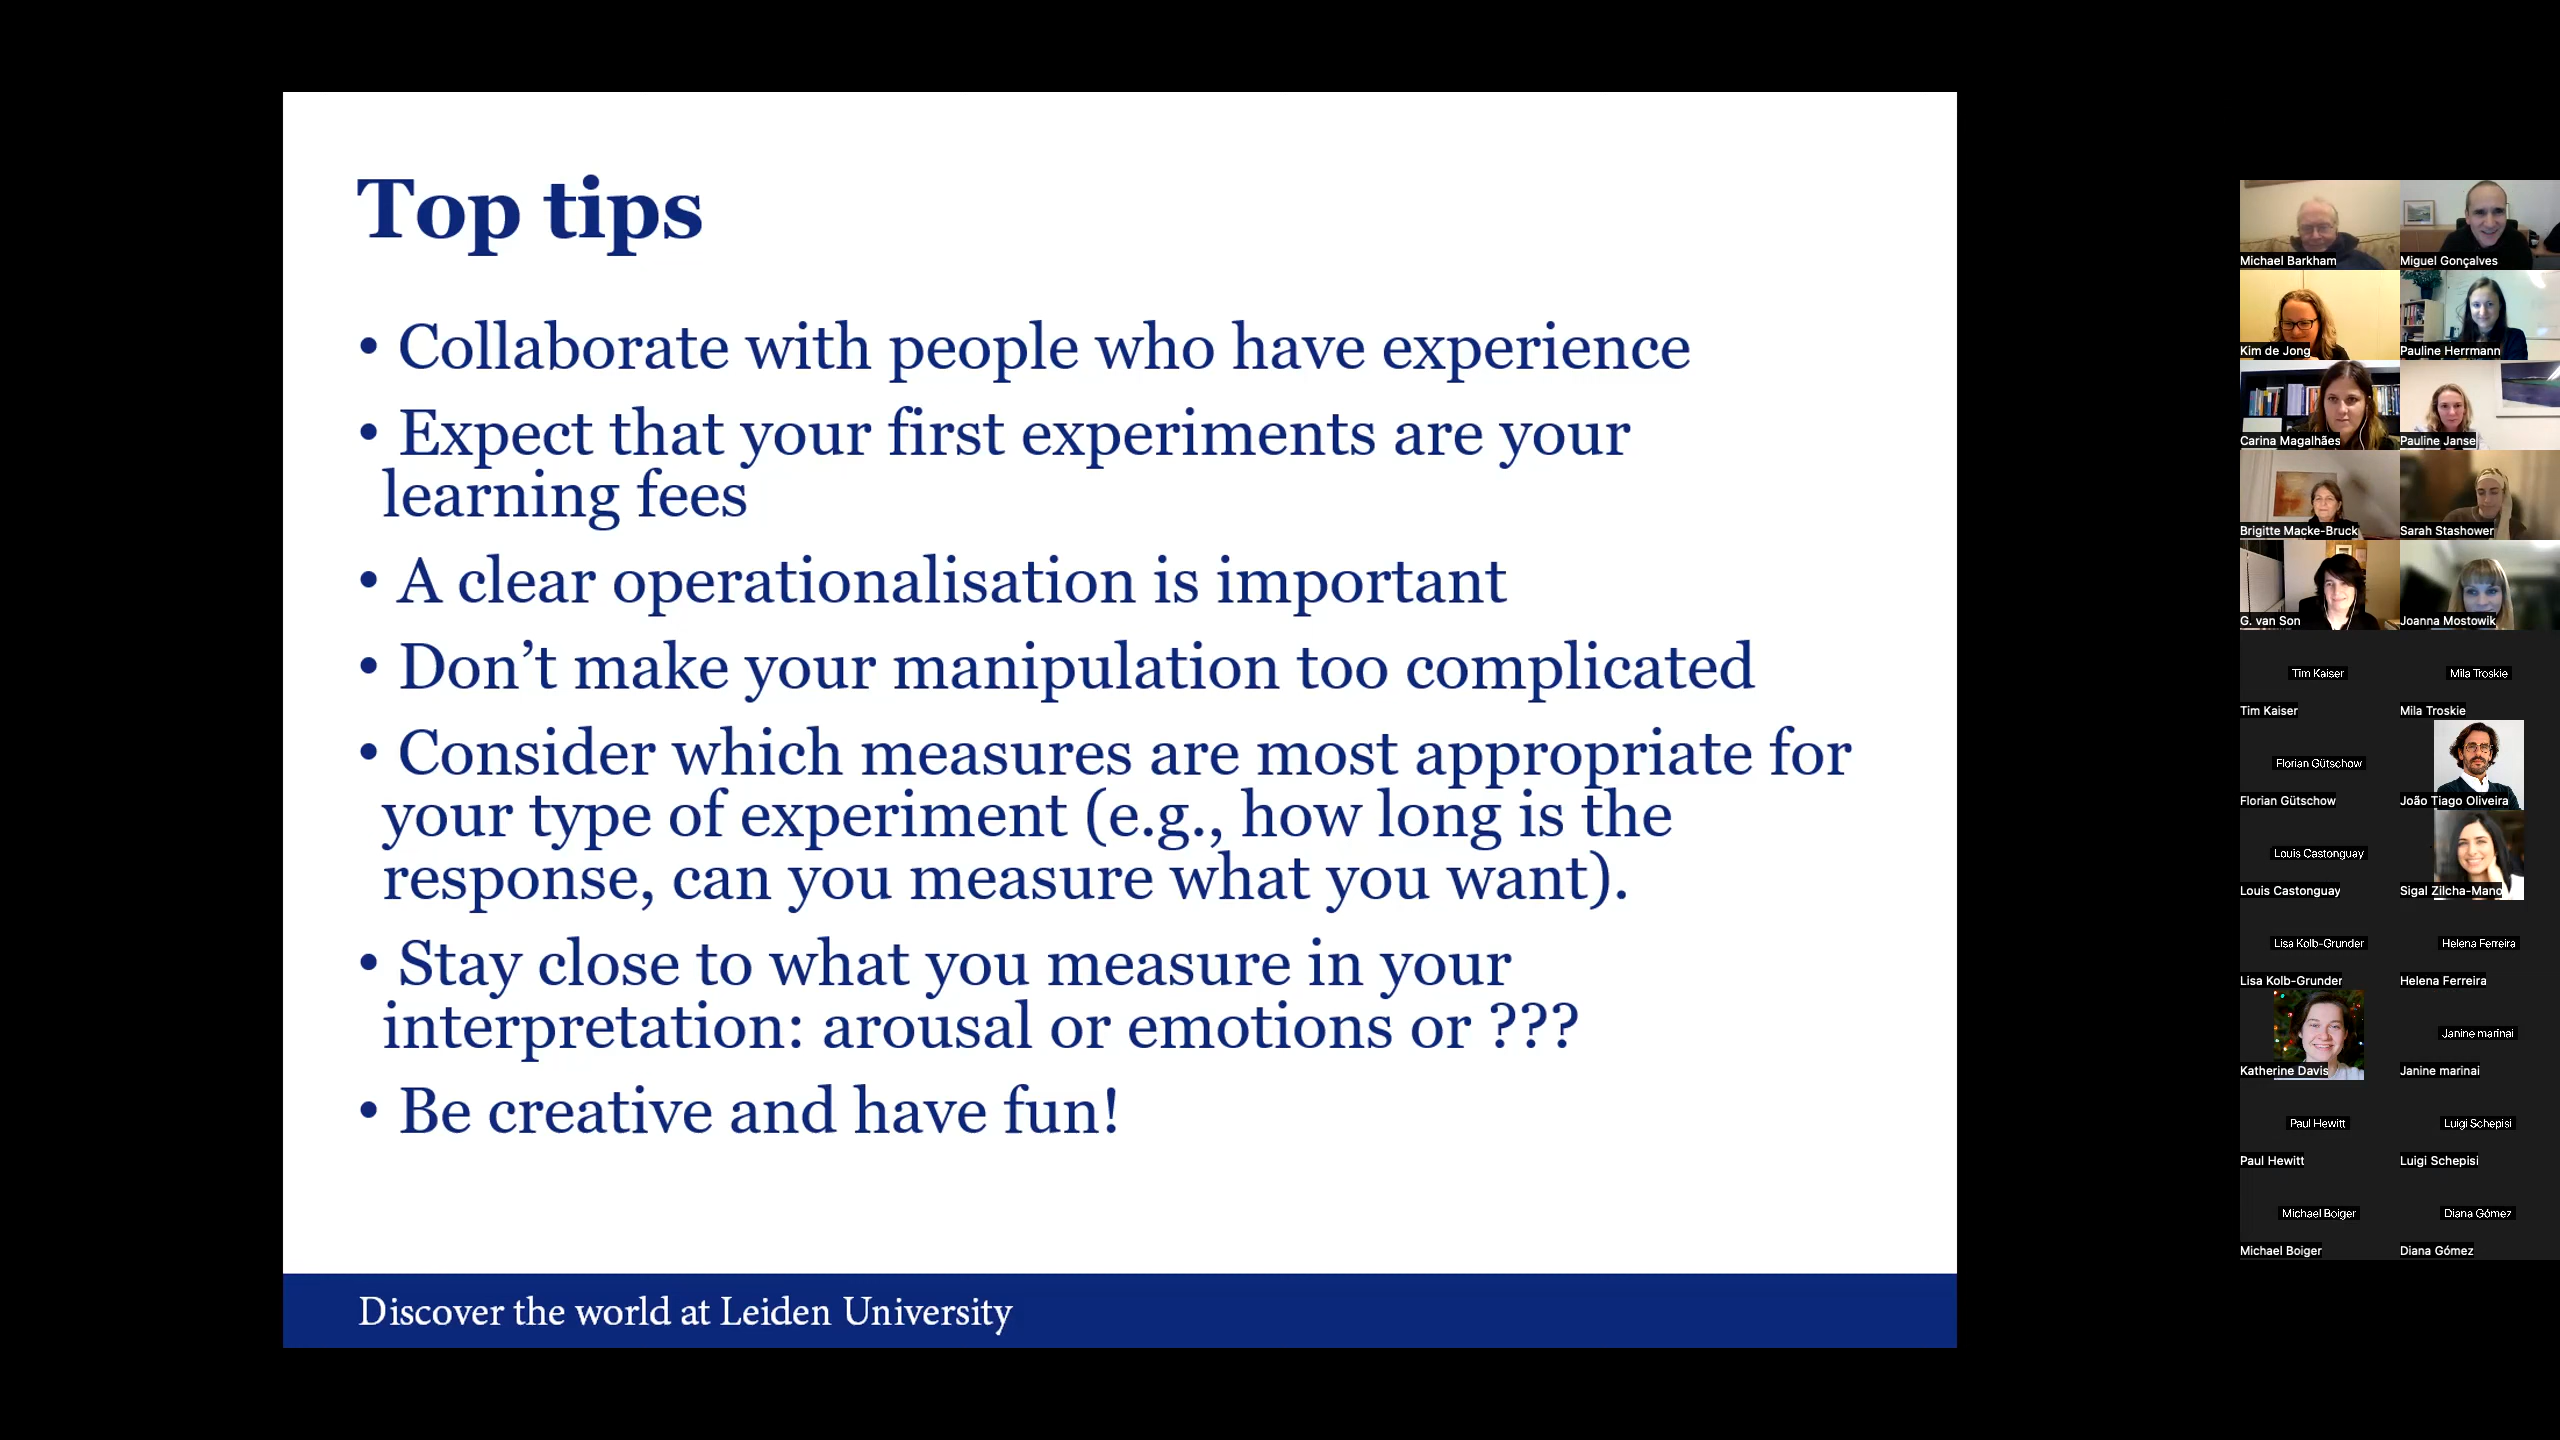 Top tips
• Collaborate with people who have experience
• Expect that your first experiments are your
learning fees
• A clear operationalisation is important
• Don’t make your manipulation too complicated
• Consider which measures are most appropriate for
your type of experiment (e.g., how long is the
response, can you measure what you want).
• Stay close to what you measure in your
interpretation: arousal or emotions or ???
• Be creative and have fun!
Discover the world at Leiden University
Michael Barkham
Miguel Gonçalves
Kim de Jong
Pauline Herrmann
Carina Magalhães
Pauline Janse
Brigitte Macke-Bruck
Sarah Stashower
G. van Son
Joanna Mostowik
Tim Kaiser
Mila Troskie
Tim Kaiser
Mila Troskie
Florian Gütschow
Florian Gütschow
João Tiago Oliveira
Louis Castonguay
Louis Castonguay
Sigal Zilcha-Mano
Lisa Kolb-Grunder
Helena Ferreira
Lisa Kolb-Grunder
Helena Ferreira
Janine marinai
Katherine Davis
Janine marinai
Paul Hewitt
Luigi Schepisi
Paul Hewitt
Luigi Schepisi
Michael Boiger
Diana Gómez
Michael Boiger
Diana Gómez